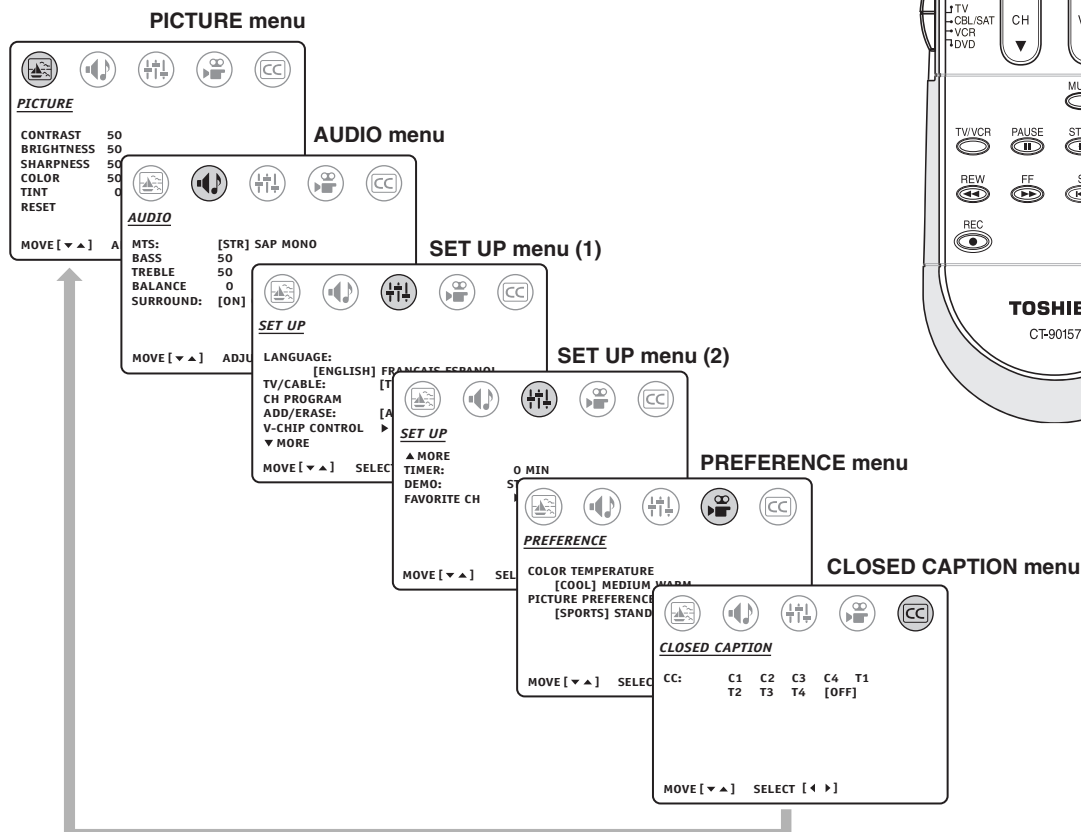 PICTURE menu
PICTURE
CONTRAST 50
BRIGHTNESS 50
SHARPNESS 50
COLOR 50
TINT 0
RESET
MOVE [▼▲]
AUDIO menu
AUDIO
MTS: [STR] SAP MONO
BASS 50
TREBLE 50
BALANCE 0
SURROUND: [ON]
MOVE [▼▲]
SET UP menu (1)
SET UP
LANGUAGE:
[ENGLISH] FRANCAIS ESPANOL
TV/CABLE:
CH PROGRAM
ADD/ERASE:
V-CHIP CONTROL ▶
▼ MORE
MOVE [▼▲]
SET UP menu (2)
SET UP
▲ MORE
TIMER: 0 MIN
DEMO:
FAVORITE CH
MOVE [▼▲]
PREFERENCE menu
PREFERENCE
COLOR TEMPERATURE
[COOL] MEDIUM WARM
PICTURE PREFERENCE
[SPORTS]
MOVE [▼▲]
CLOSED CAPTION menu
CC
CLOSED CAPTION
CC: C1 C2 C3 C4 T1
T2 T3 T4 [OFF]
MOVE [▼▲] SELECT [◀ ▶]
TV
CBL/SAT
VCR
DVD
CH
▼
TV/VCR PAUSE
REW FF
REC
CT-90157